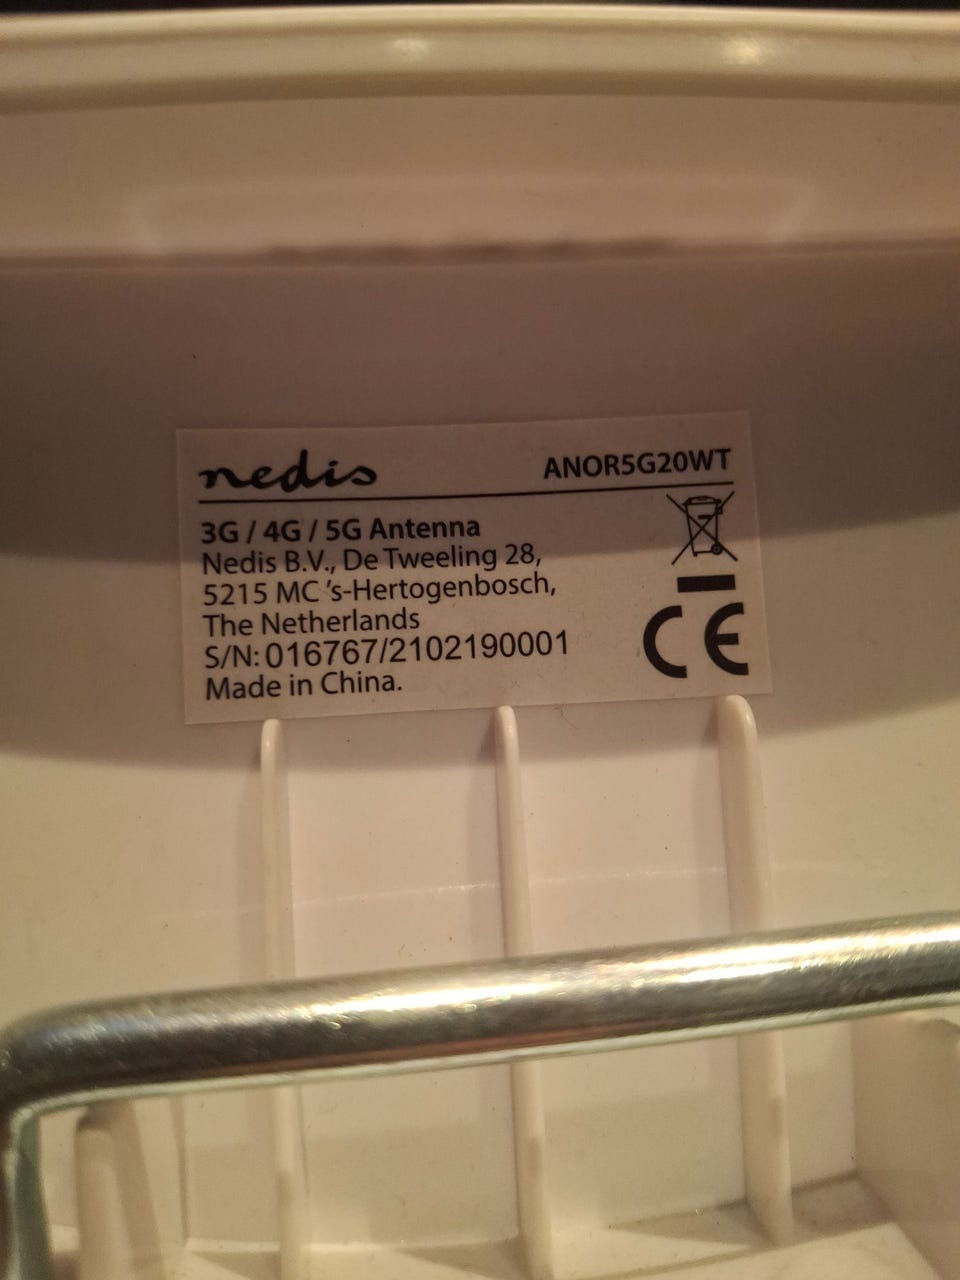 nedis ANOR5G20WT
3G / 4G / 5G Antenna
Nedis B.V., De Tweeling 28,
5215 MC 's-Hertogenbosch,
The Netherlands
S/N: 016767/2102190001
Made in China.
CE